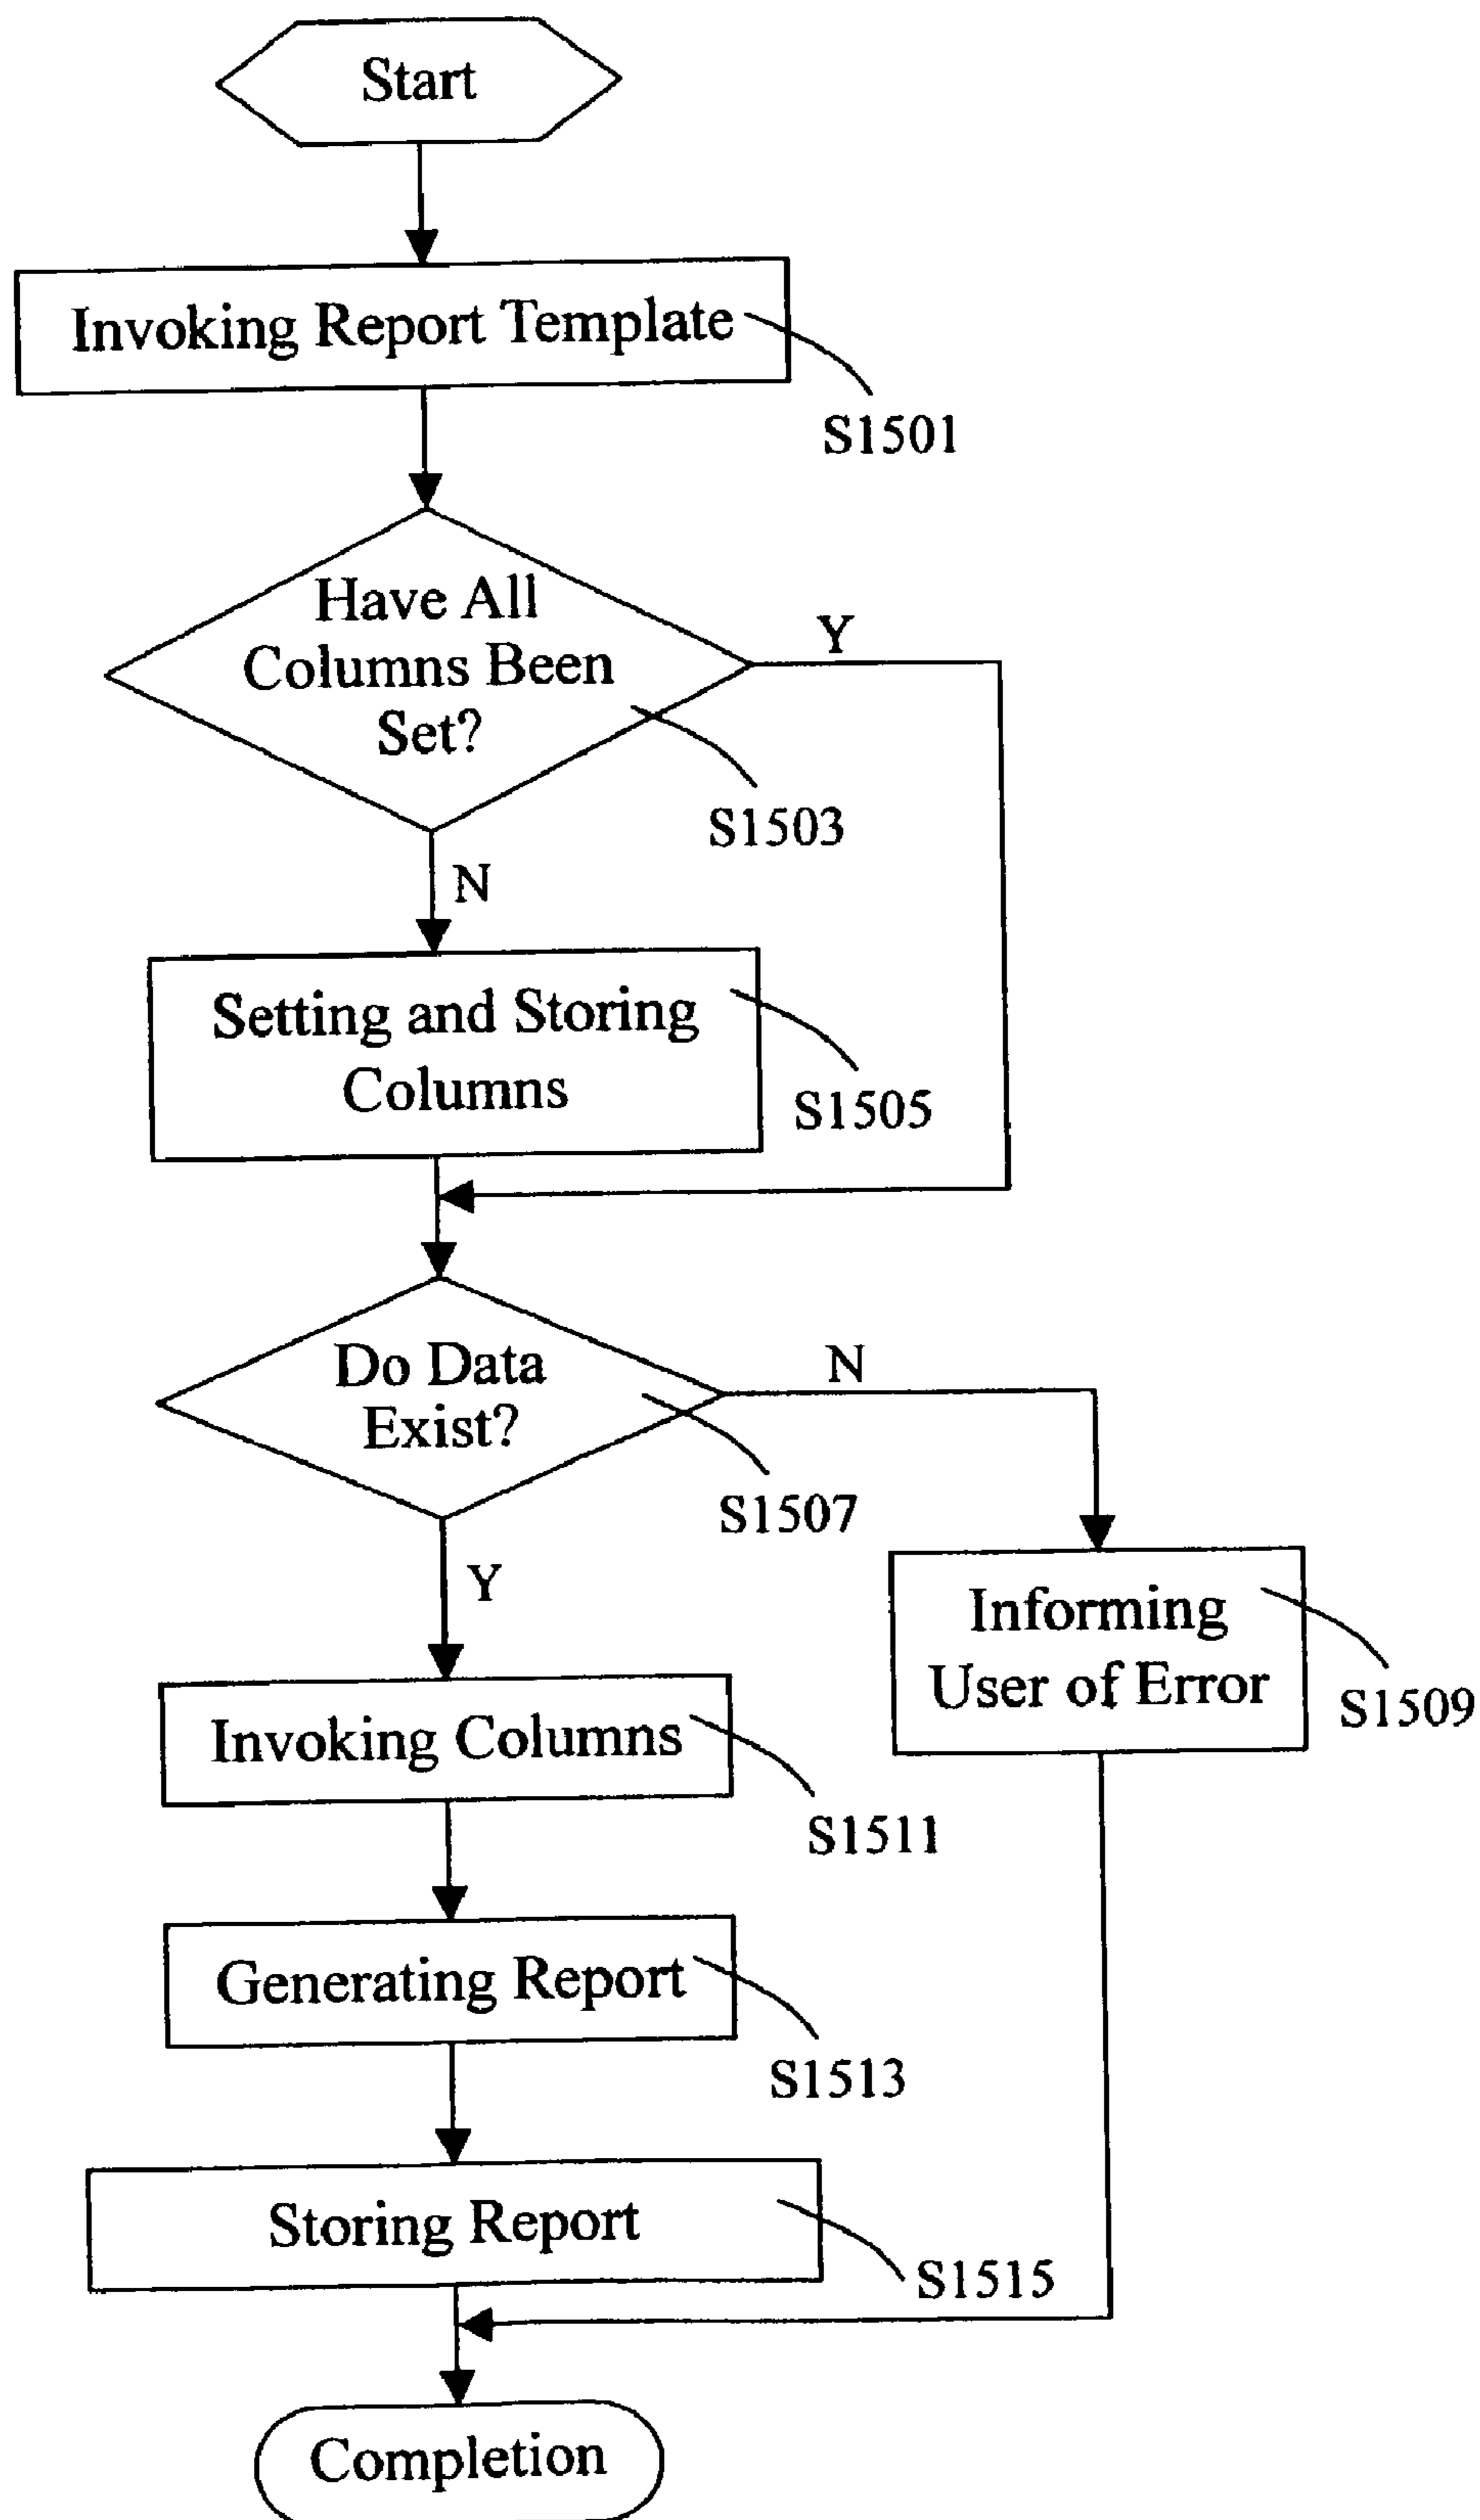 Start
Invoking Report Template
S1501
Have All
Columns Been
Set?
Y
S1503
N
Setting and Storing
Columns
S1505
Do Data
Exist?
N
S1507
Y
Informing
User of Error
S1509
Invoking Columns
S1511
Generating Report
S1513
Storing Report
S1515
Completion